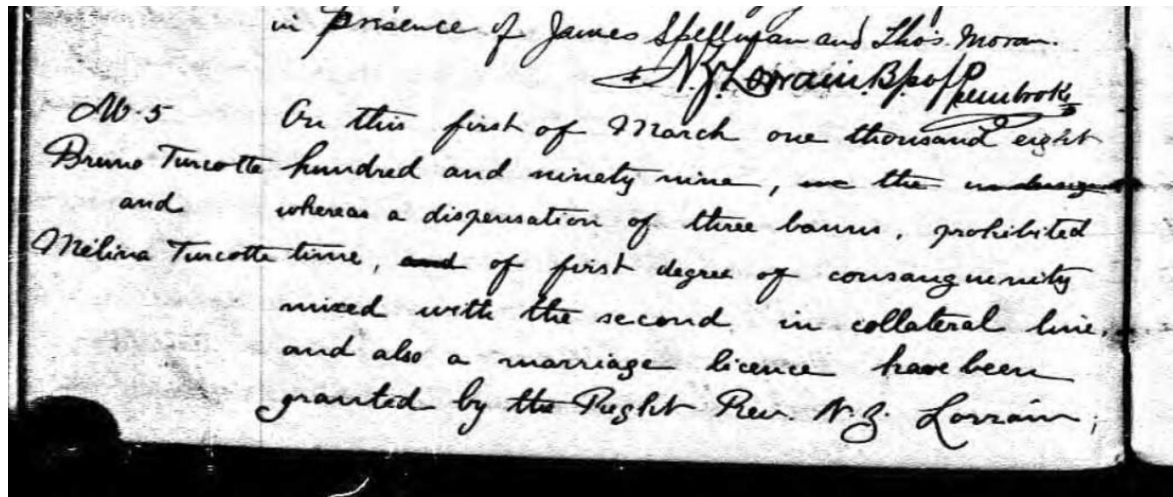 in presence of James Spellman and Thos. Moran.
+ N. Z. Lorrain. Bp of Pembroke
M. 5
Bruno Turcotte
and
Mélina Turcotte
On this first of March one thousand eight
hundred and ninety nine, we the undersigned
whereas a dispensation of three banns, prohibited
time, and of first degree of consanguinity
mixed with the second in collateral line,
and also a marriage licence have been
granted by the Right Rev. N. Z. Lorrain;